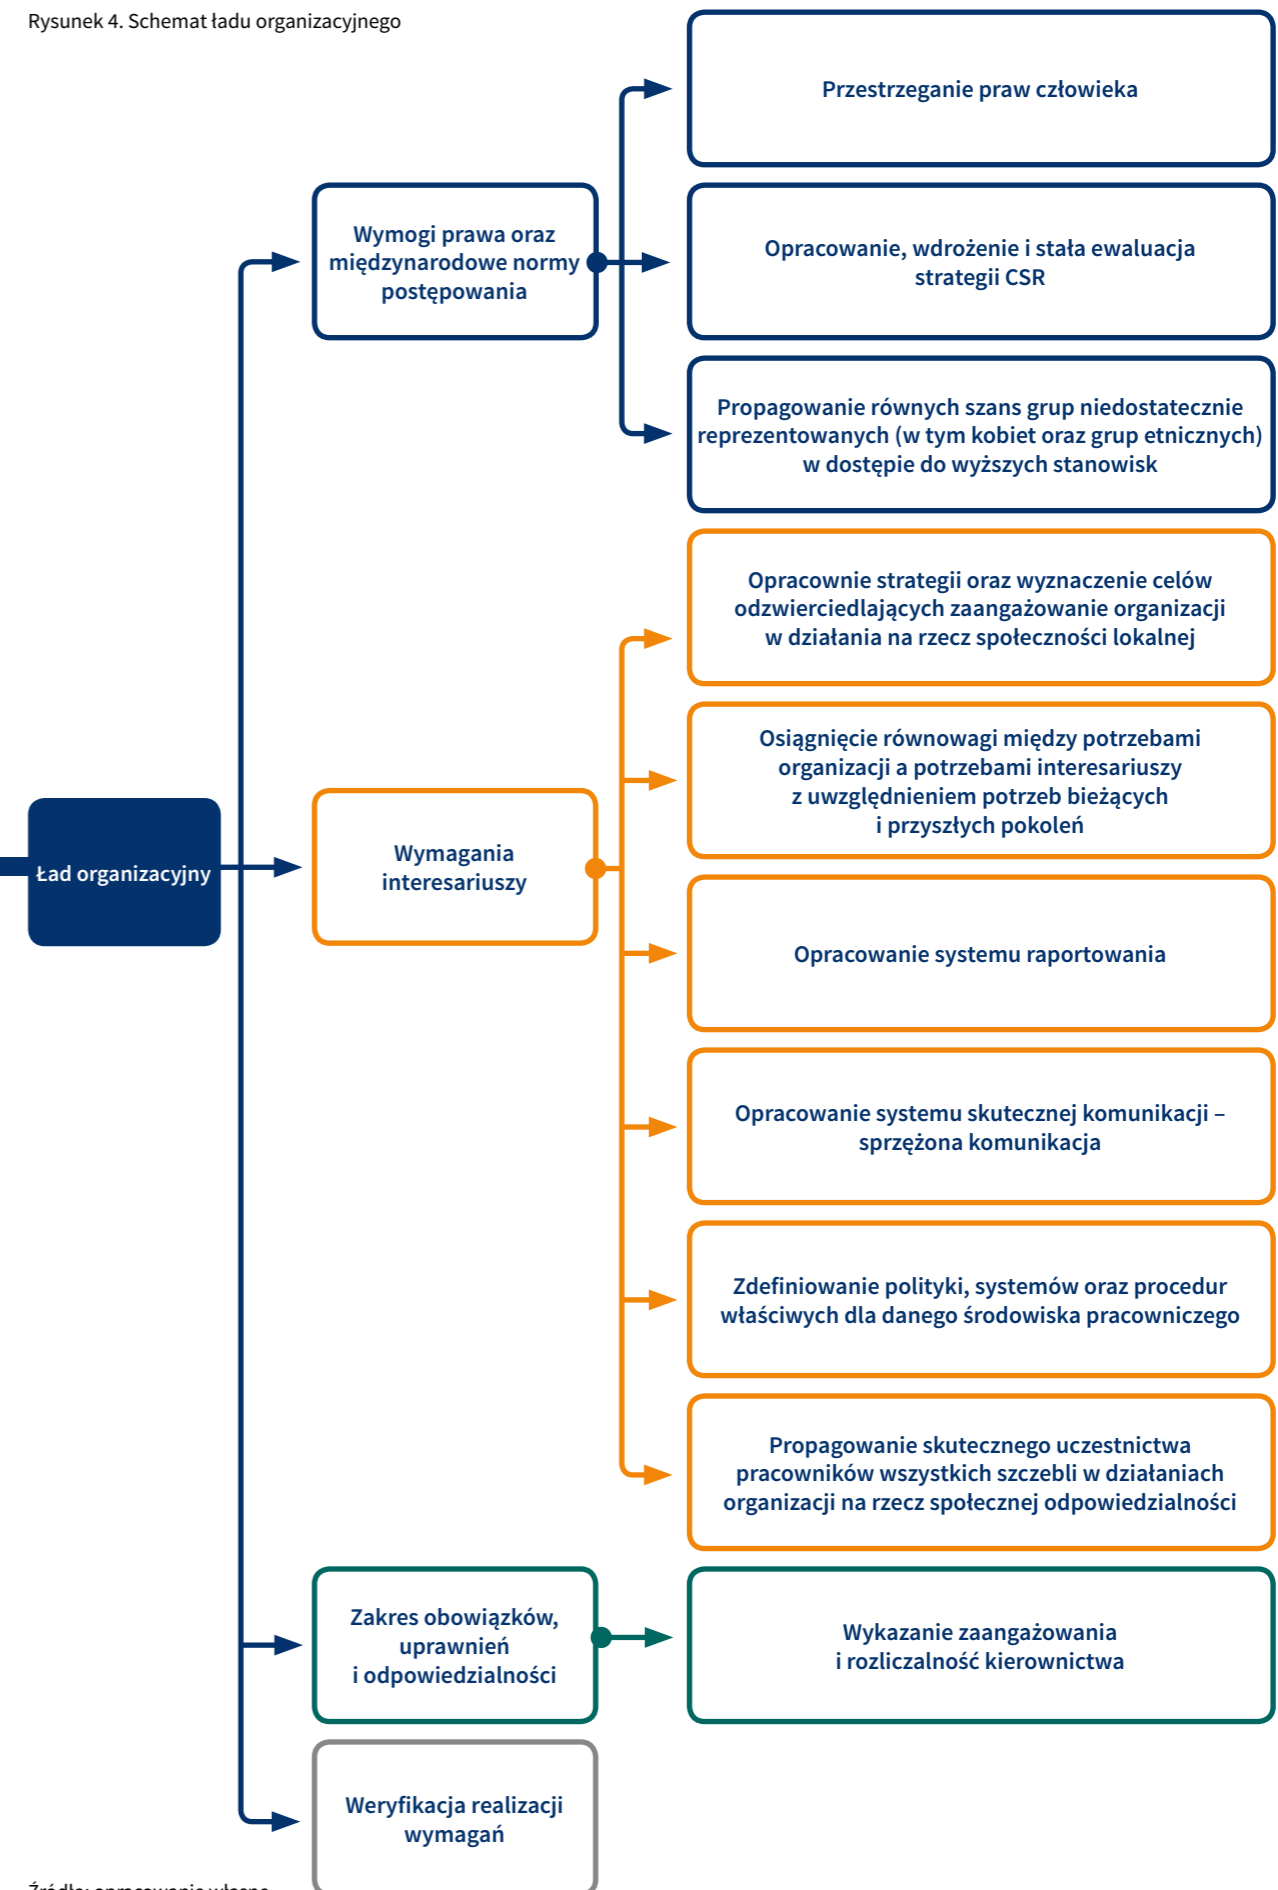 Rysunek 4. Schemat ładu organizacyjnego
Przestrzeganie praw człowieka
Wymogi prawa oraz
międzynarodowe normy
postępowania
Opracowanie, wdrożenie i stała ewaluacja
strategii CSR
Propagowanie równych szans grup niedostatecznie
reprezentowanych (w tym kobiet oraz grup etnicznych)
w dostępie do wyższych stanowisk
Opracownie strategii oraz wyznaczenie celów
odzwierciedlających zaangażowanie organizacji
w działania na rzecz społeczności lokalnej
Osiągnięcie równowagi między potrzebami
organizacji a potrzebami interesariuszy
z uwzględnieniem potrzeb bieżących
i przyszłych pokoleń
Ład organizacyjny
Wymagania
interesariuszy
Opracowanie systemu raportowania
Opracowanie systemu skutecznej komunikacji –
sprzężona komunikacja
Zdefiniowanie polityki, systemów oraz procedur
właściwych dla danego środowiska pracowniczego
Propagowanie skutecznego uczestnictwa
pracowników wszystkich szczebli w działaniach
organizacji na rzecz społecznej odpowiedzialności
Zakres obowiązków,
uprawnień
i odpowiedzialności
Wykazanie zaangażowania
i rozliczalność kierownictwa
Weryfikacja realizacji
wymagań
Źródło: opracowanie własne